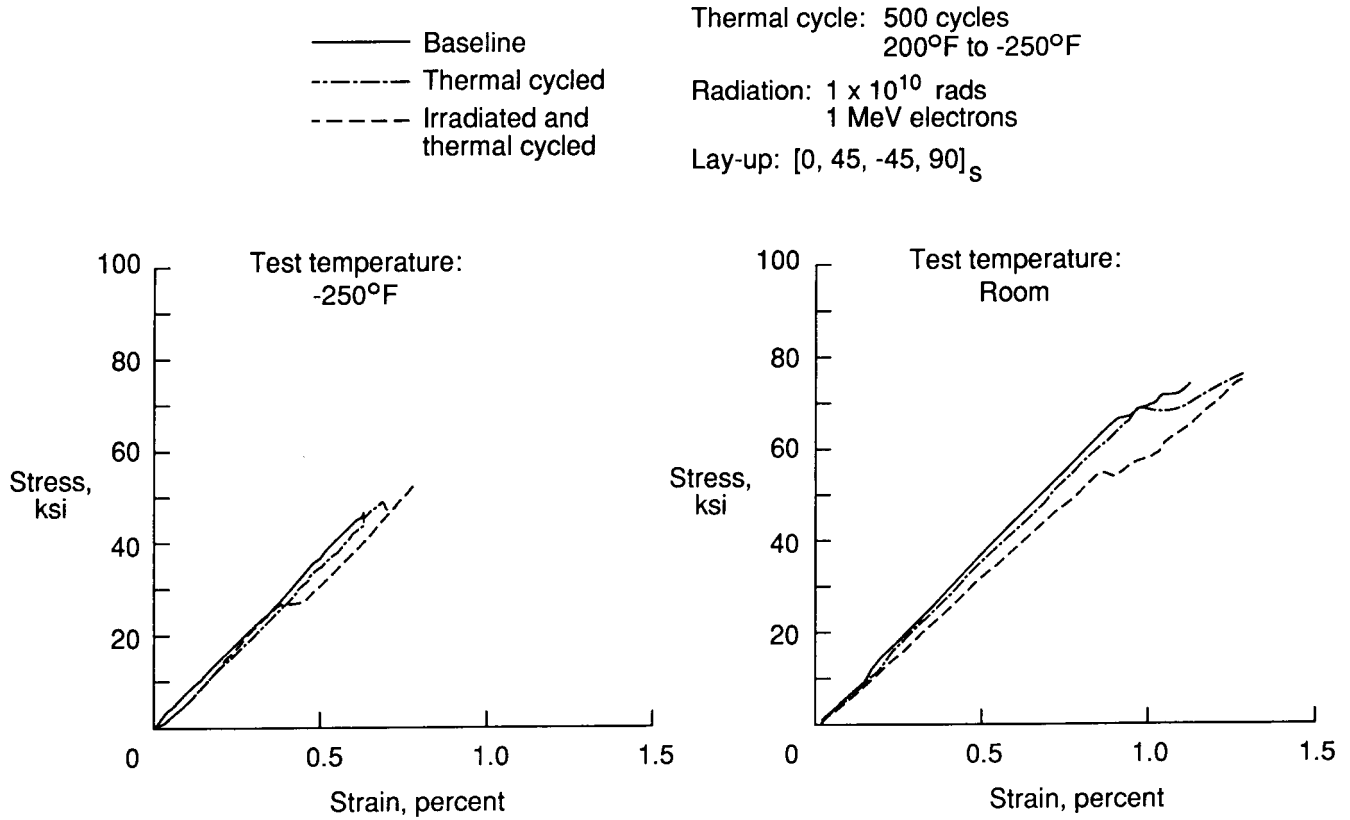 Baseline
Thermal cycled
Irradiated and
thermal cycled
Thermal cycle: 500 cycles
200°F to -250°F
Radiation: 1 x 10¹⁰ rads
1 MeV electrons
Lay-up: [0, 45, -45, 90]ₛ
Test temperature:
-250°F
100
80
60
40
20
0
0.5
1.0
1.5
Stress,
ksi
Strain, percent
Test temperature:
Room
100
80
60
40
20
0
0.5
1.0
1.5
Stress,
ksi
Strain, percent